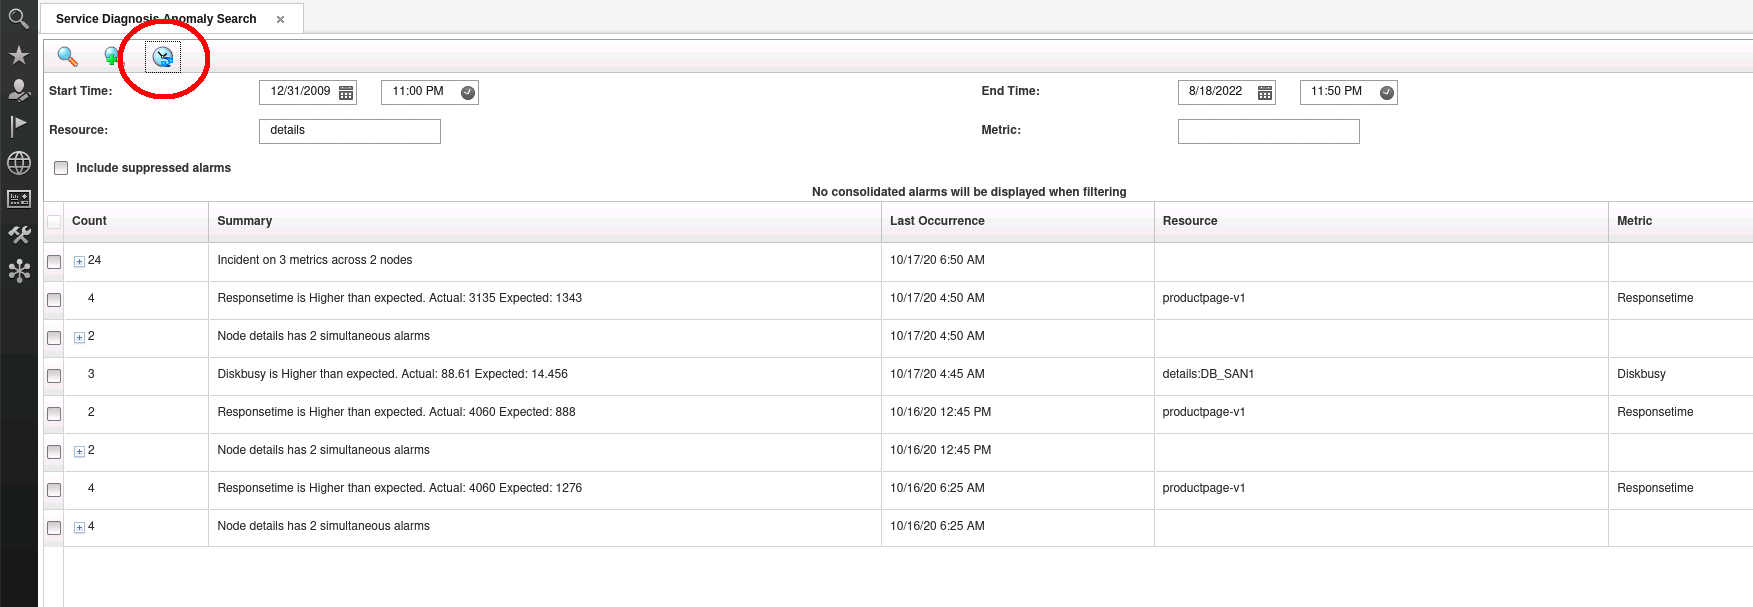 Service Diagnosis Anomaly Search
Start Time: 12/31/2009 11:00 PM End Time: 8/18/2022 11:50 PM
Resource: details Metric:
Include suppressed alarms
No consolidated alarms will be displayed when filtering
Count Summary Last Occurrence Resource Metric
24 Incident on 3 metrics across 2 nodes 10/17/20 6:50 AM
4 Responsetime is Higher than expected. Actual: 3135 Expected: 1343 10/17/20 4:50 AM productpage-v1 Responsetime
2 Node details has 2 simultaneous alarms 10/17/20 4:50 AM
3 Diskbusy is Higher than expected. Actual: 88.61 Expected: 14.456 10/17/20 4:45 AM details:DB_SAN1 Diskbusy
2 Responsetime is Higher than expected. Actual: 4060 Expected: 888 10/16/20 12:45 PM productpage-v1 Responsetime
2 Node details has 2 simultaneous alarms 10/16/20 12:45 PM
4 Responsetime is Higher than expected. Actual: 4060 Expected: 1276 10/16/20 6:25 AM productpage-v1 Responsetime
4 Node details has 2 simultaneous alarms 10/16/20 6:25 AM